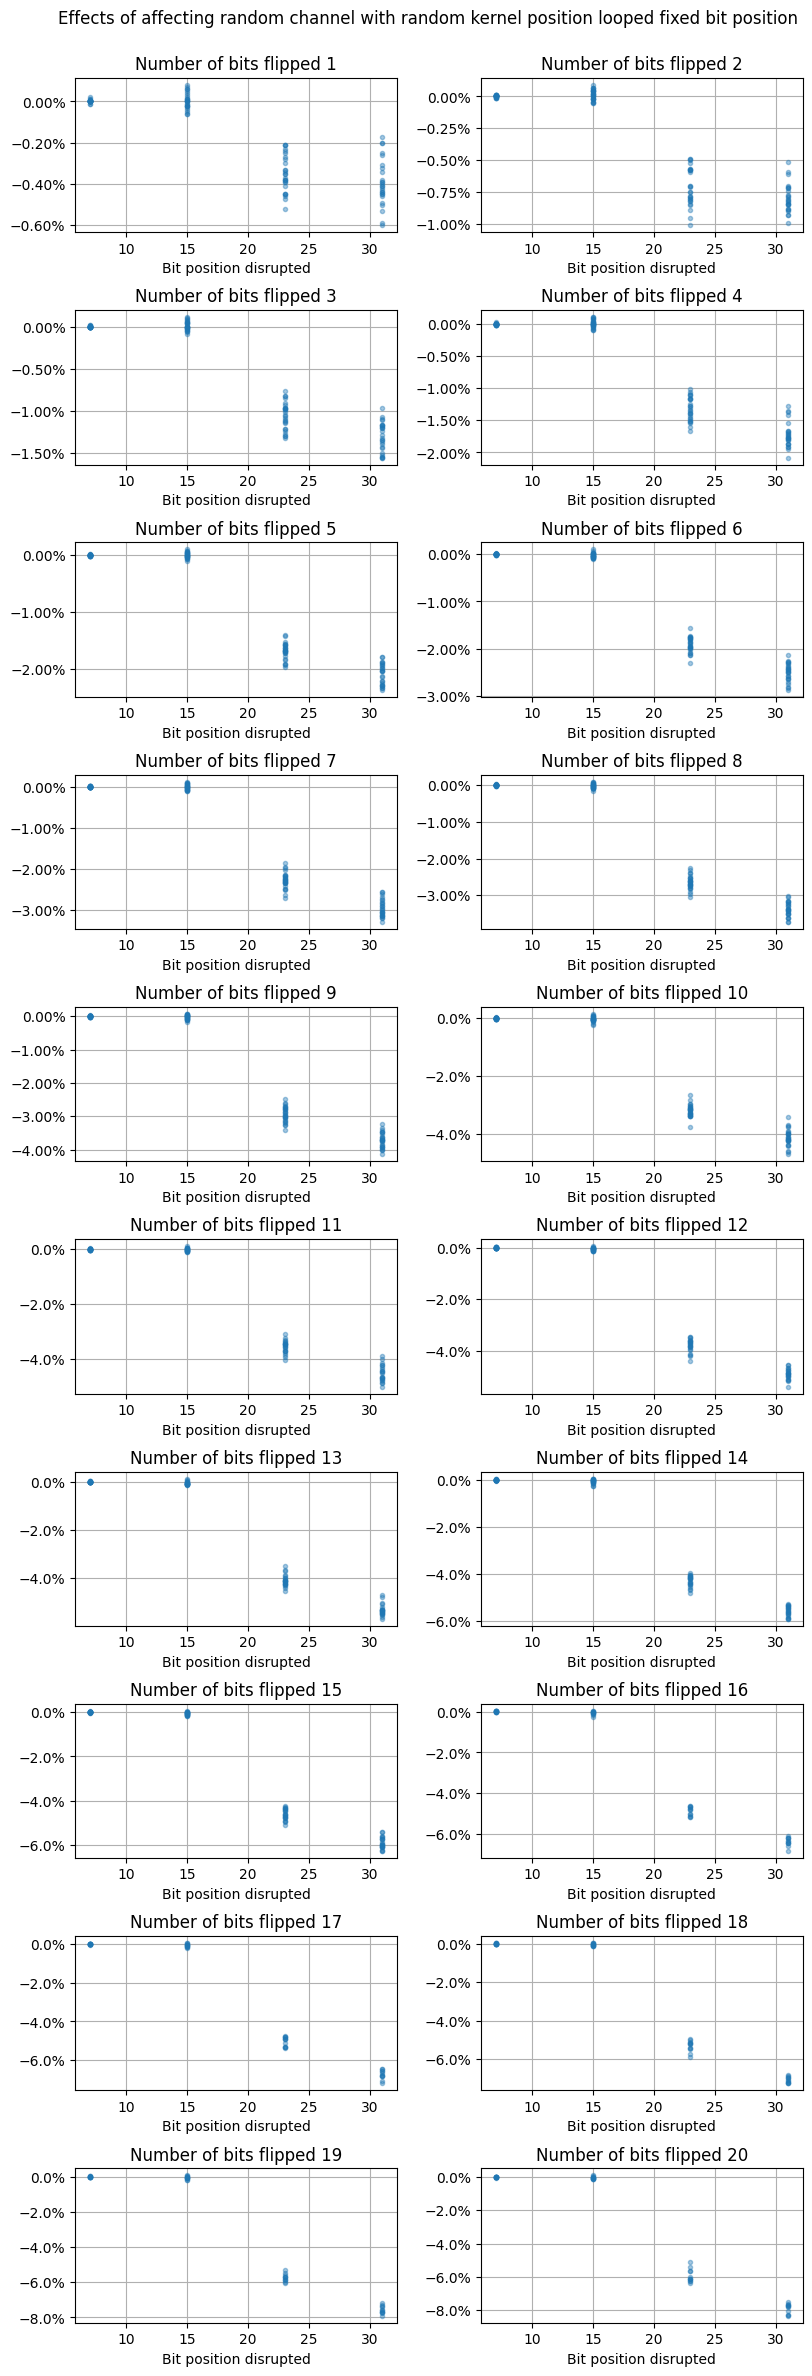 Effects of affecting random channel with random kernel position looped fixed bit position
Number of bits flipped 1
0.00%
−0.20%
−0.40%
−0.60%
10 15 20 25 30
Bit position disrupted
Number of bits flipped 2
0.00%
−0.25%
−0.50%
−0.75%
−1.00%
10 15 20 25 30
Bit position disrupted
Number of bits flipped 3
0.00%
−0.50%
−1.00%
−1.50%
10 15 20 25 30
Bit position disrupted
Number of bits flipped 4
0.00%
−0.50%
−1.00%
−1.50%
−2.00%
10 15 20 25 30
Bit position disrupted
Number of bits flipped 5
0.00%
−1.00%
−2.00%
10 15 20 25 30
Bit position disrupted
Number of bits flipped 6
0.00%
−1.00%
−2.00%
−3.00%
10 15 20 25 30
Bit position disrupted
Number of bits flipped 7
0.00%
−1.00%
−2.00%
−3.00%
10 15 20 25 30
Bit position disrupted
Number of bits flipped 8
0.00%
−1.00%
−2.00%
−3.00%
10 15 20 25 30
Bit position disrupted
Number of bits flipped 9
0.00%
−1.00%
−2.00%
−3.00%
−4.00%
10 15 20 25 30
Bit position disrupted
Number of bits flipped 10
0.0%
−2.0%
−4.0%
10 15 20 25 30
Bit position disrupted
Number of bits flipped 11
0.0%
−2.0%
−4.0%
10 15 20 25 30
Bit position disrupted
Number of bits flipped 12
0.0%
−2.0%
−4.0%
10 15 20 25 30
Bit position disrupted
Number of bits flipped 13
0.0%
−2.0%
−4.0%
10 15 20 25 30
Bit position disrupted
Number of bits flipped 14
0.0%
−2.0%
−4.0%
−6.0%
10 15 20 25 30
Bit position disrupted
Number of bits flipped 15
0.0%
−2.0%
−4.0%
−6.0%
10 15 20 25 30
Bit position disrupted
Number of bits flipped 16
0.0%
−2.0%
−4.0%
−6.0%
10 15 20 25 30
Bit position disrupted
Number of bits flipped 17
0.0%
−2.0%
−4.0%
−6.0%
10 15 20 25 30
Bit position disrupted
Number of bits flipped 18
0.0%
−2.0%
−4.0%
−6.0%
10 15 20 25 30
Bit position disrupted
Number of bits flipped 19
0.0%
−2.0%
−4.0%
−6.0%
−8.0%
10 15 20 25 30
Bit position disrupted
Number of bits flipped 20
0.0%
−2.0%
−4.0%
−6.0%
−8.0%
10 15 20 25 30
Bit position disrupted